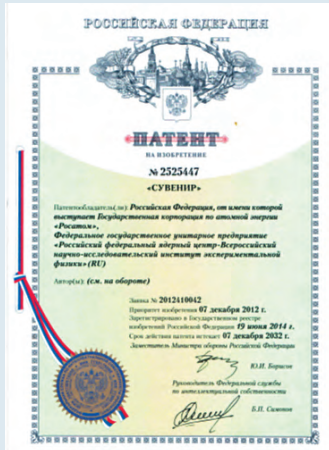 РОССИЙСКАЯ ФЕДЕРАЦИЯ
ПАТЕНТ
НА ИЗОБРЕТЕНИЕ
№ 2525447
«СУВЕНИР»
Патентообладатель(ли): Российская Федерация, от имени которой
выступает Государственная корпорация по атомной энергии
«Росатом»,
Федеральное государственное унитарное предприятие
«Российский федеральный ядерный центр-Всероссийский
научно-исследовательский институт экспериментальной
физики» (RU)
Автор(ы): (см. на обороте)
Заявка № 2012410042
Приоритет изобретения 07 декабря 2012 г.
Зарегистрировано в Государственном реестре
изобретений Российской Федерации 19 июня 2014 г.
Срок действия патента истекает 07 декабря 2032 г.
Заместитель Министра обороны Российской Федерации
Ю.И. Борисов
Руководитель Федеральной службы
по интеллектуальной собственности
Б.П. Симонов